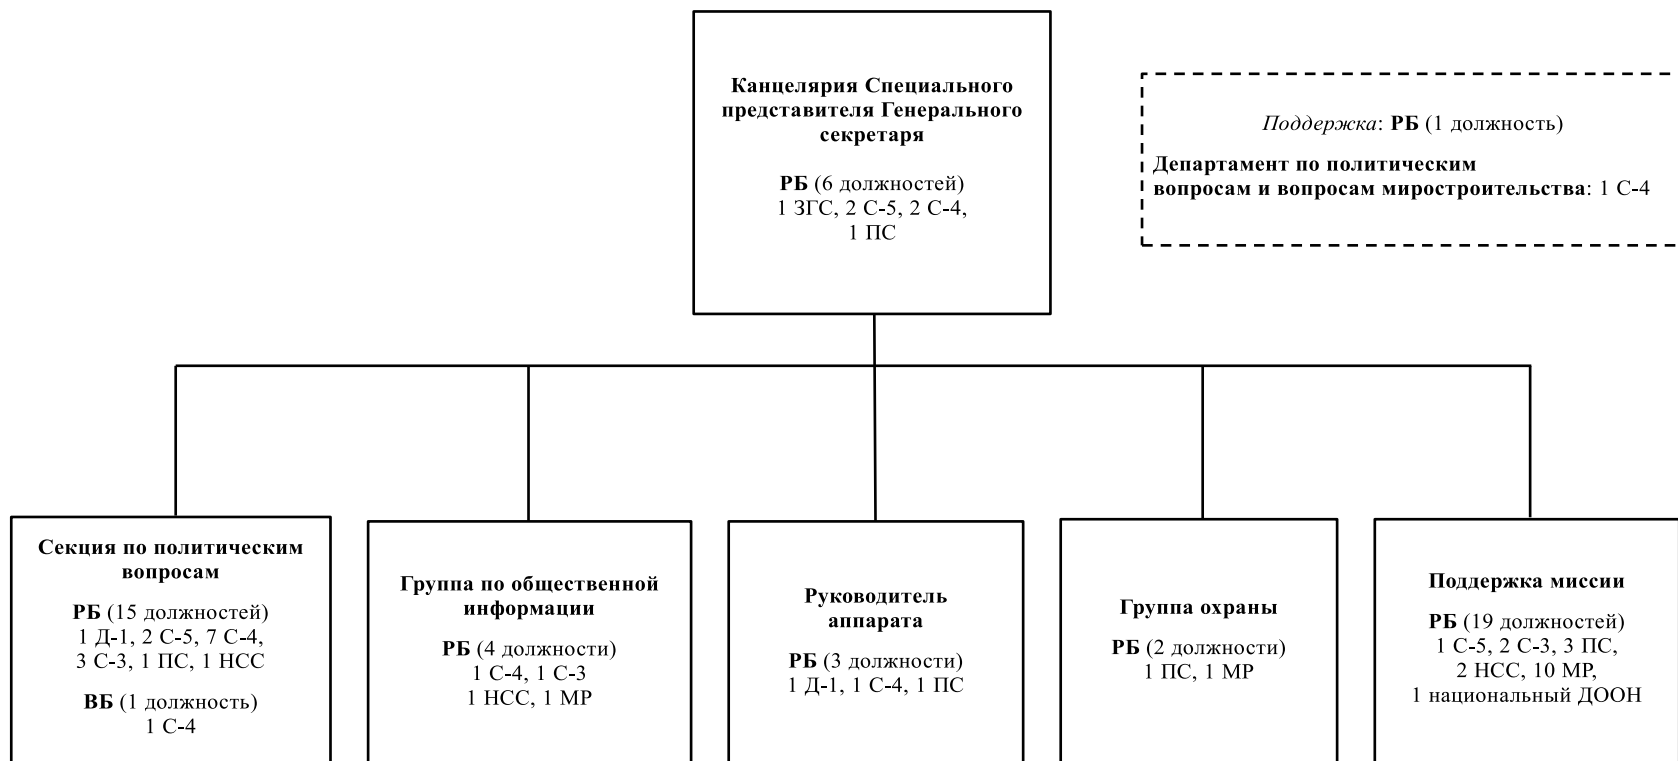 Канцелярия Специального
представителя Генерального
секретаря
РБ (6 должностей)
1 ЗГС, 2 С-5, 2 С-4,
1 ПС
Поддержка: РБ (1 должность)
Департамент по политическим
вопросам и вопросам миростроительства: 1 С-4
Секция по политическим
вопросам
РБ (15 должностей)
1 Д-1, 2 С-5, 7 С-4,
3 С-3, 1 ПС, 1 НСС
ВБ (1 должность)
1 С-4
Группа по общественной
информации
РБ (4 должности)
1 С-4, 1 С-3
1 НСС, 1 МР
Руководитель
аппарата
РБ (3 должности)
1 Д-1, 1 С-4, 1 ПС
Группа охраны
РБ (2 должности)
1 ПС, 1 МР
Поддержка миссии
РБ (19 должностей)
1 С-5, 2 С-3, 3 ПС,
2 НСС, 10 МР,
1 национальный ДООН